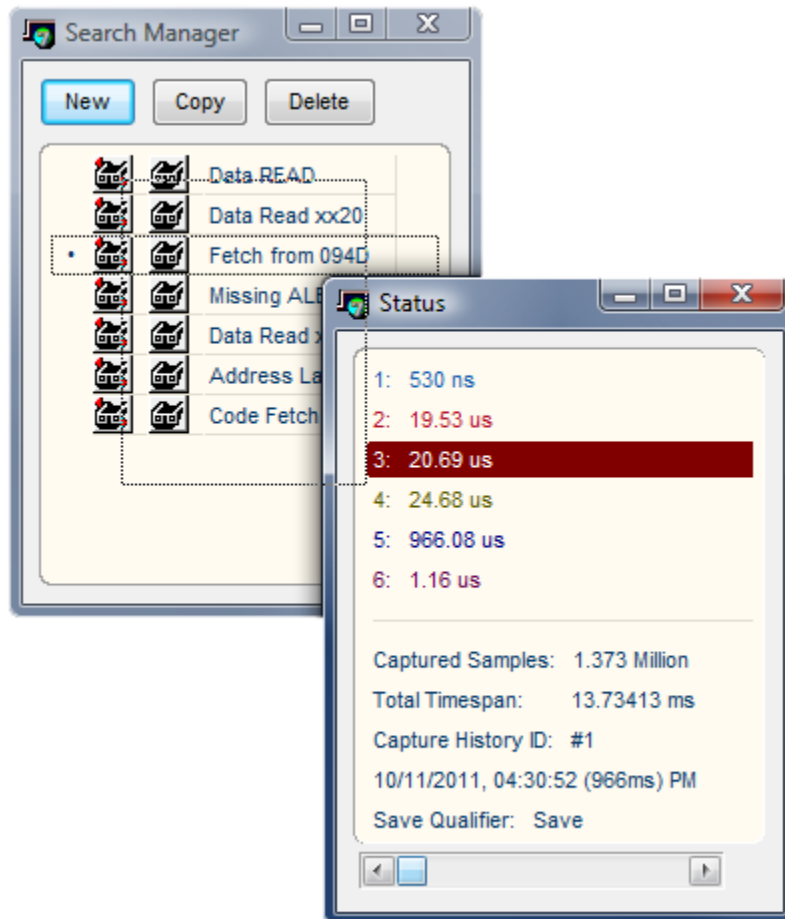 Search Manager
New Copy Delete
Data READ
Data Read xx20
Fetch from 094D
Missing
Data Read
Address
Code Fetch
Status
1: 530 ns
2: 19.53 us
3: 20.69 us
4: 24.68 us
5: 966.08 us
6: 1.16 us
Captured Samples: 1.373 Million
Total Timespan: 13.73413 ms
Capture History ID: #1
10/11/2011, 04:30:52 (966ms) PM
Save Qualifier: Save